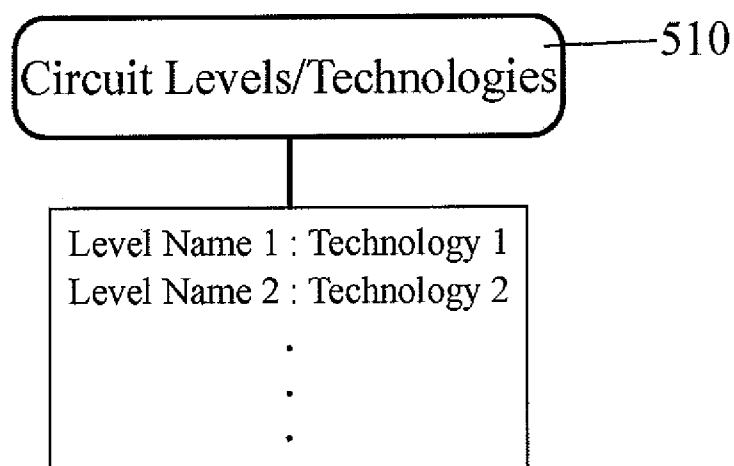 510
Circuit Levels/Technologies
Level Name 1 : Technology 1
Level Name 2 : Technology 2
.
.
.